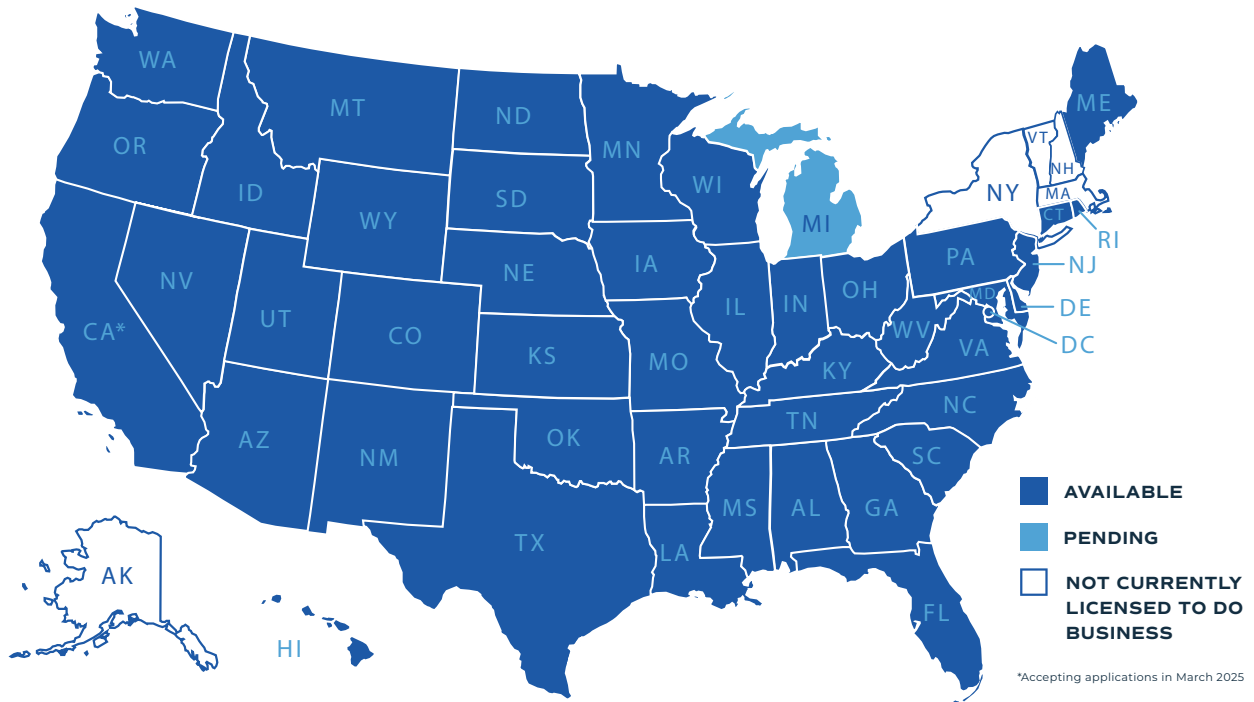 WA
MT
ND
MN
ME
OR
ID
SD
WI
VT
NH
NY
MA
WY
MI
CT
RI
NV
NE
IA
PA
NJ
CA*
UT
CO
IL
IN
OH
MD
DE
KS
MO
WV
VA
DC
KY
AZ
NM
OK
TN
NC
AR
SC
MS
AL
GA
TX
LA
AK
HI
FL
AVAILABLE
PENDING
NOT CURRENTLY
LICENSED TO DO
BUSINESS
*Accepting applications in March 2025